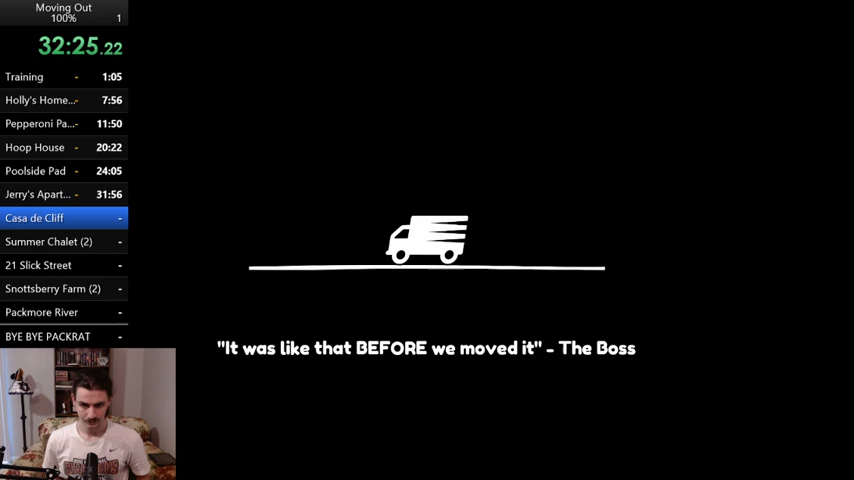 Moving Out
100% 1
32:25.22
Training - 1:05
Holly's Home...- 7:56
Pepperoni Pa...- 11:50
Hoop House - 20:22
Poolside Pad - 24:05
Jerry's Apart...- 31:56
Casa de Cliff -
Summer Chalet (2) -
21 Slick Street -
Snottsberry Farm (2) -
Packmore River -
BYE BYE PACKRAT -
"It was like that BEFORE we moved it" - The Boss